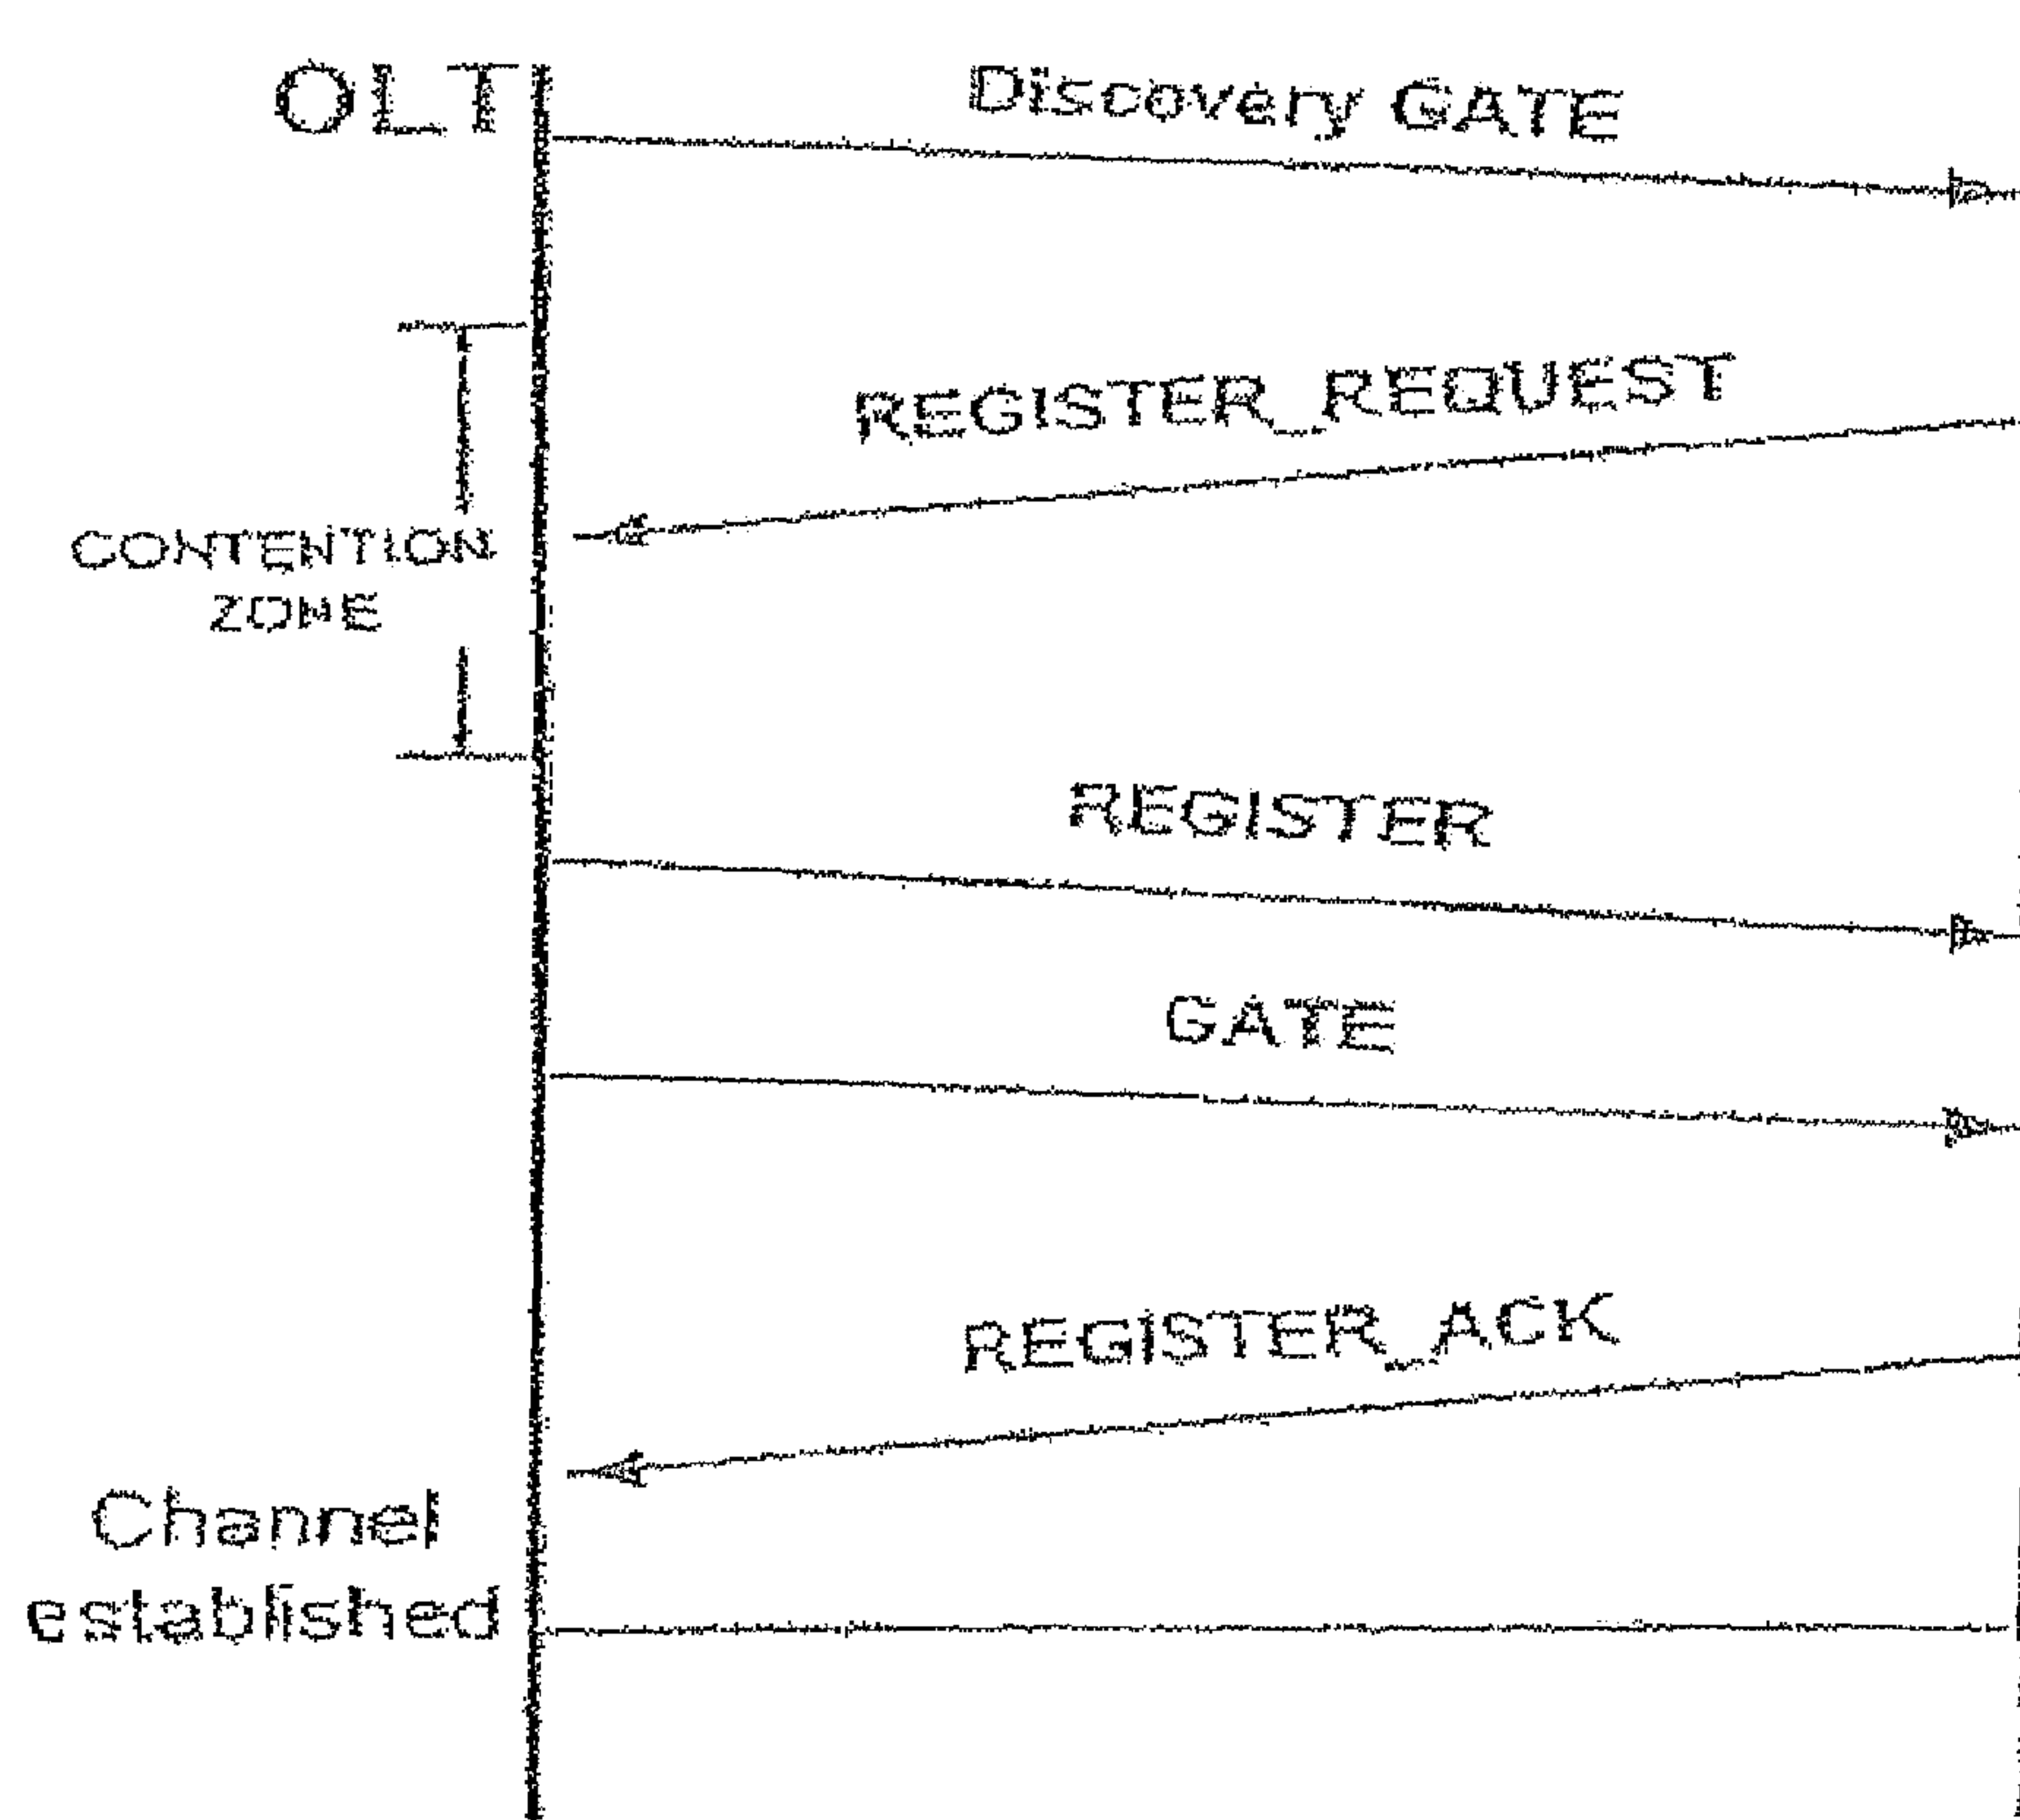 OLT
Discovery GATE
REGISTER_REQUEST
CONTENTION
ZONE
REGISTER
GATE
REGISTER_ACK
Channel
established